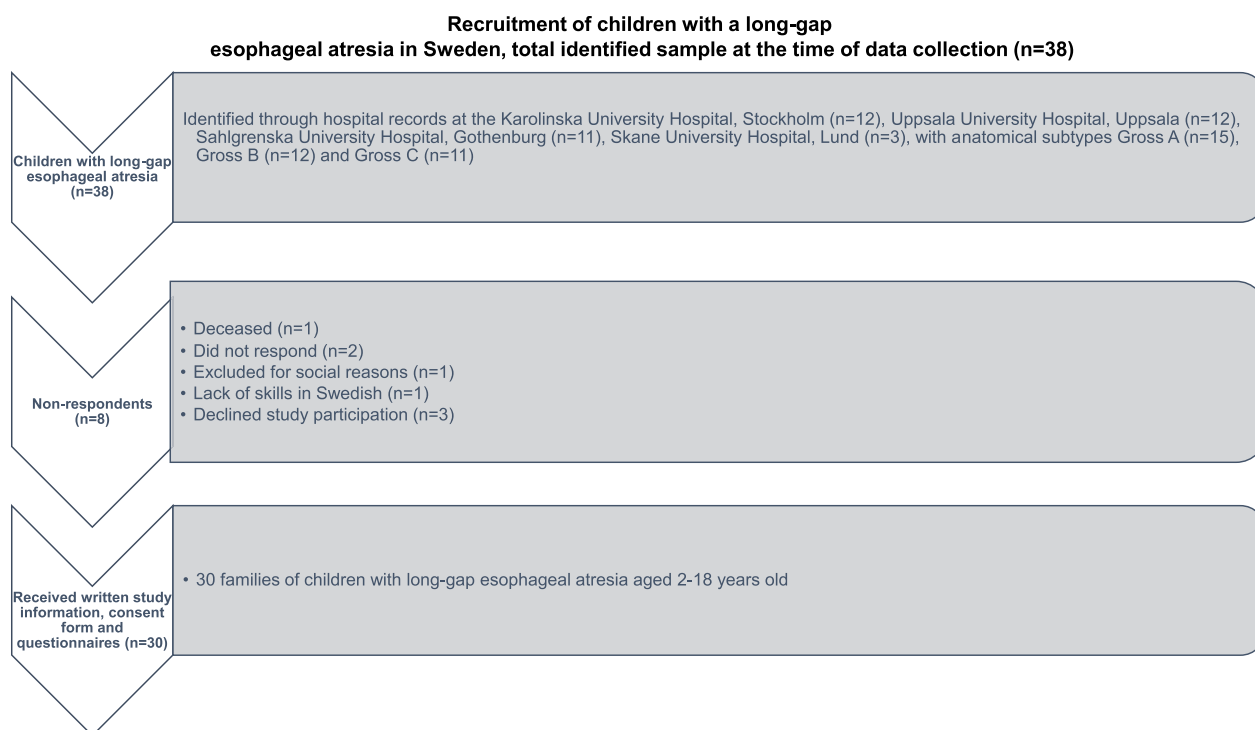 Recruitment of children with a long-gap
esophageal atresia in Sweden, total identified sample at the time of data collection (n=38)
Children with long-gap
esophageal atresia
(n=38)
Identified through hospital records at the Karolinska University Hospital, Stockholm (n=12), Uppsala University Hospital, Uppsala (n=12),
Sahlgrenska University Hospital, Gothenburg (n=11), Skane University Hospital, Lund (n=3), with anatomical subtypes Gross A (n=15),
Gross B (n=12) and Gross C (n=11)
Non-respondents
(n=8)
• Deceased (n=1)
• Did not respond (n=2)
• Excluded for social reasons (n=1)
• Lack of skills in Swedish (n=1)
• Declined study participation (n=3)
Received written study
information, consent
form and
questionnaires (n=30)
• 30 families of children with long-gap esophageal atresia aged 2-18 years old